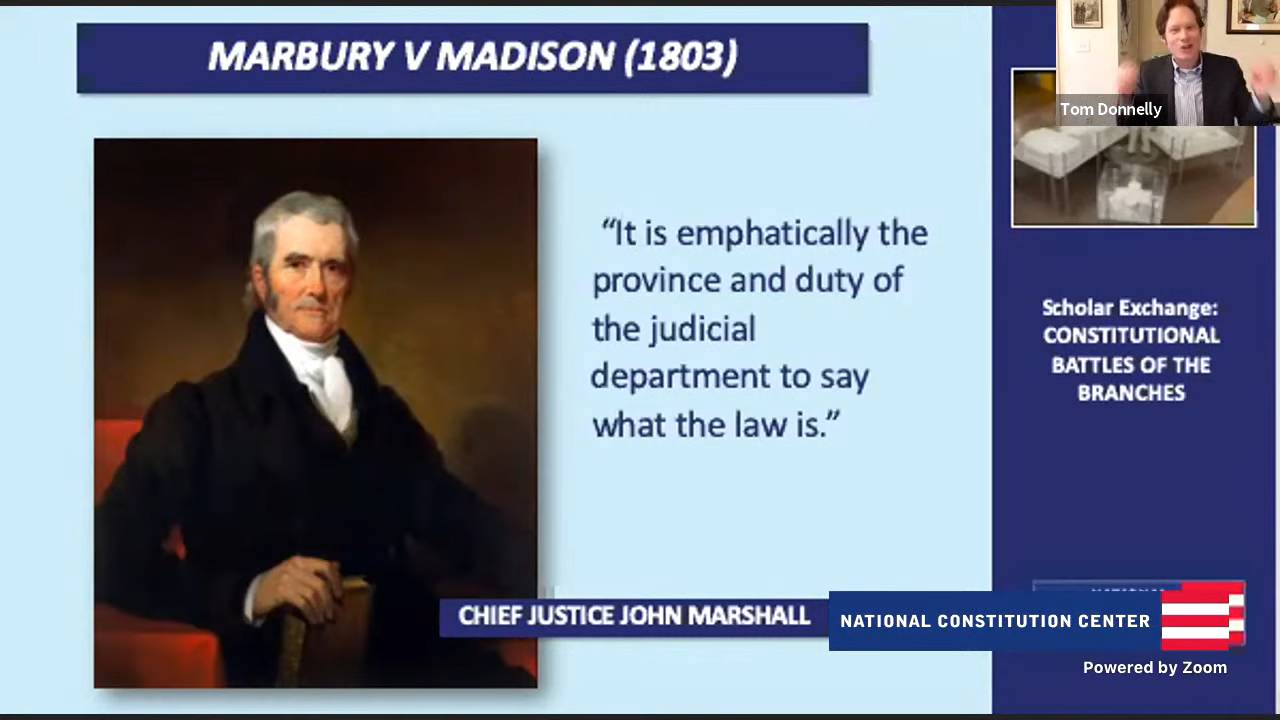 MARBURY V MADISON (1803)
Tom Donnelly
“It is emphatically the
province and duty of
the judicial
department to say
what the law is.”
Scholar Exchange:
CONSTITUTIONAL
BATTLES OF THE
BRANCHES
CHIEF JUSTICE JOHN MARSHALL
NATIONAL CONSTITUTION CENTER
Powered by Zoom